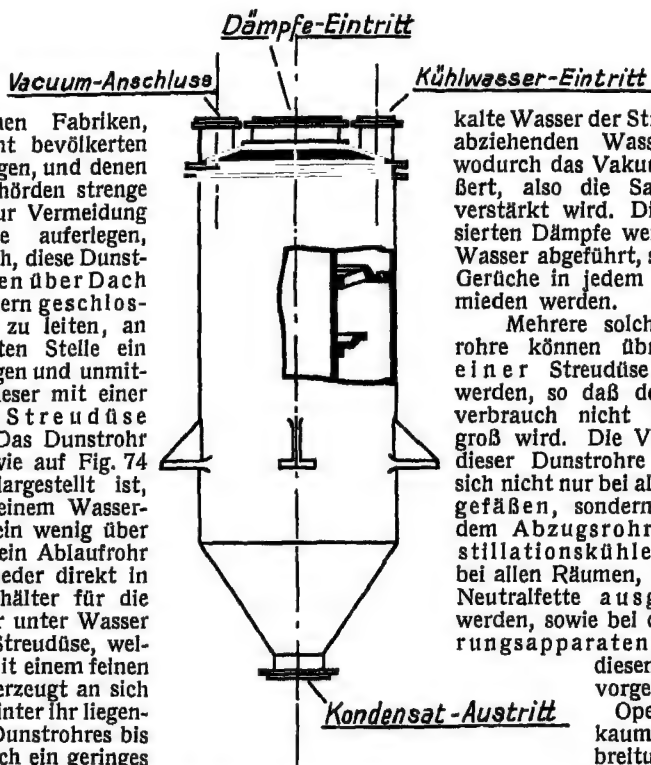 Dämpfe-Eintritt
Vacuum-Anschluss
Kühlwasser-Eintritt
nen Fabriken,
nt bevölkerten
gen, und denen
hörden strenge
ur Vermeidung
e auferlegen,
h, diese Dunst-
en über Dach
ern geschlos-
zu leiten, an
ten Stelle ein
gen und unmit-
ieser mit einer
Streudüse
Das Dunstrohr
wie auf Fig. 74
dargestellt ist,
einem Wasser-
ein wenig über
ein Ablaufrohr
ieder direkt in
hälter für die
r unter Wasser
Streudüse, wel-
it einem feinen
erzeugt an sich
inter ihr liegen-
Dunstrohres bis
ch ein geringes
kalte Wasser der Str
abziehenden Wass
wodurch das Vakuu
ßert, also die Sa
verstärkt wird. Di
sierten Dämpfe wer
Wasser abgeführt, s
Gerüche in jedem
mieden werden.
Mehrere solch
rohre können übr
einer Streudüse
werden, so daß de
verbrauch nicht
groß wird. Die V
dieser Dunstrohre
sich nicht nur bei al
gefäßen, sondern
dem Abzugsrohr
stillationskühle
bei allen Räumen,
Neutralfette ausg
werden, sowie bei d
rungsapparaten
dieser
vorge
Ope
kaum
breitu
Kondensat-Austritt